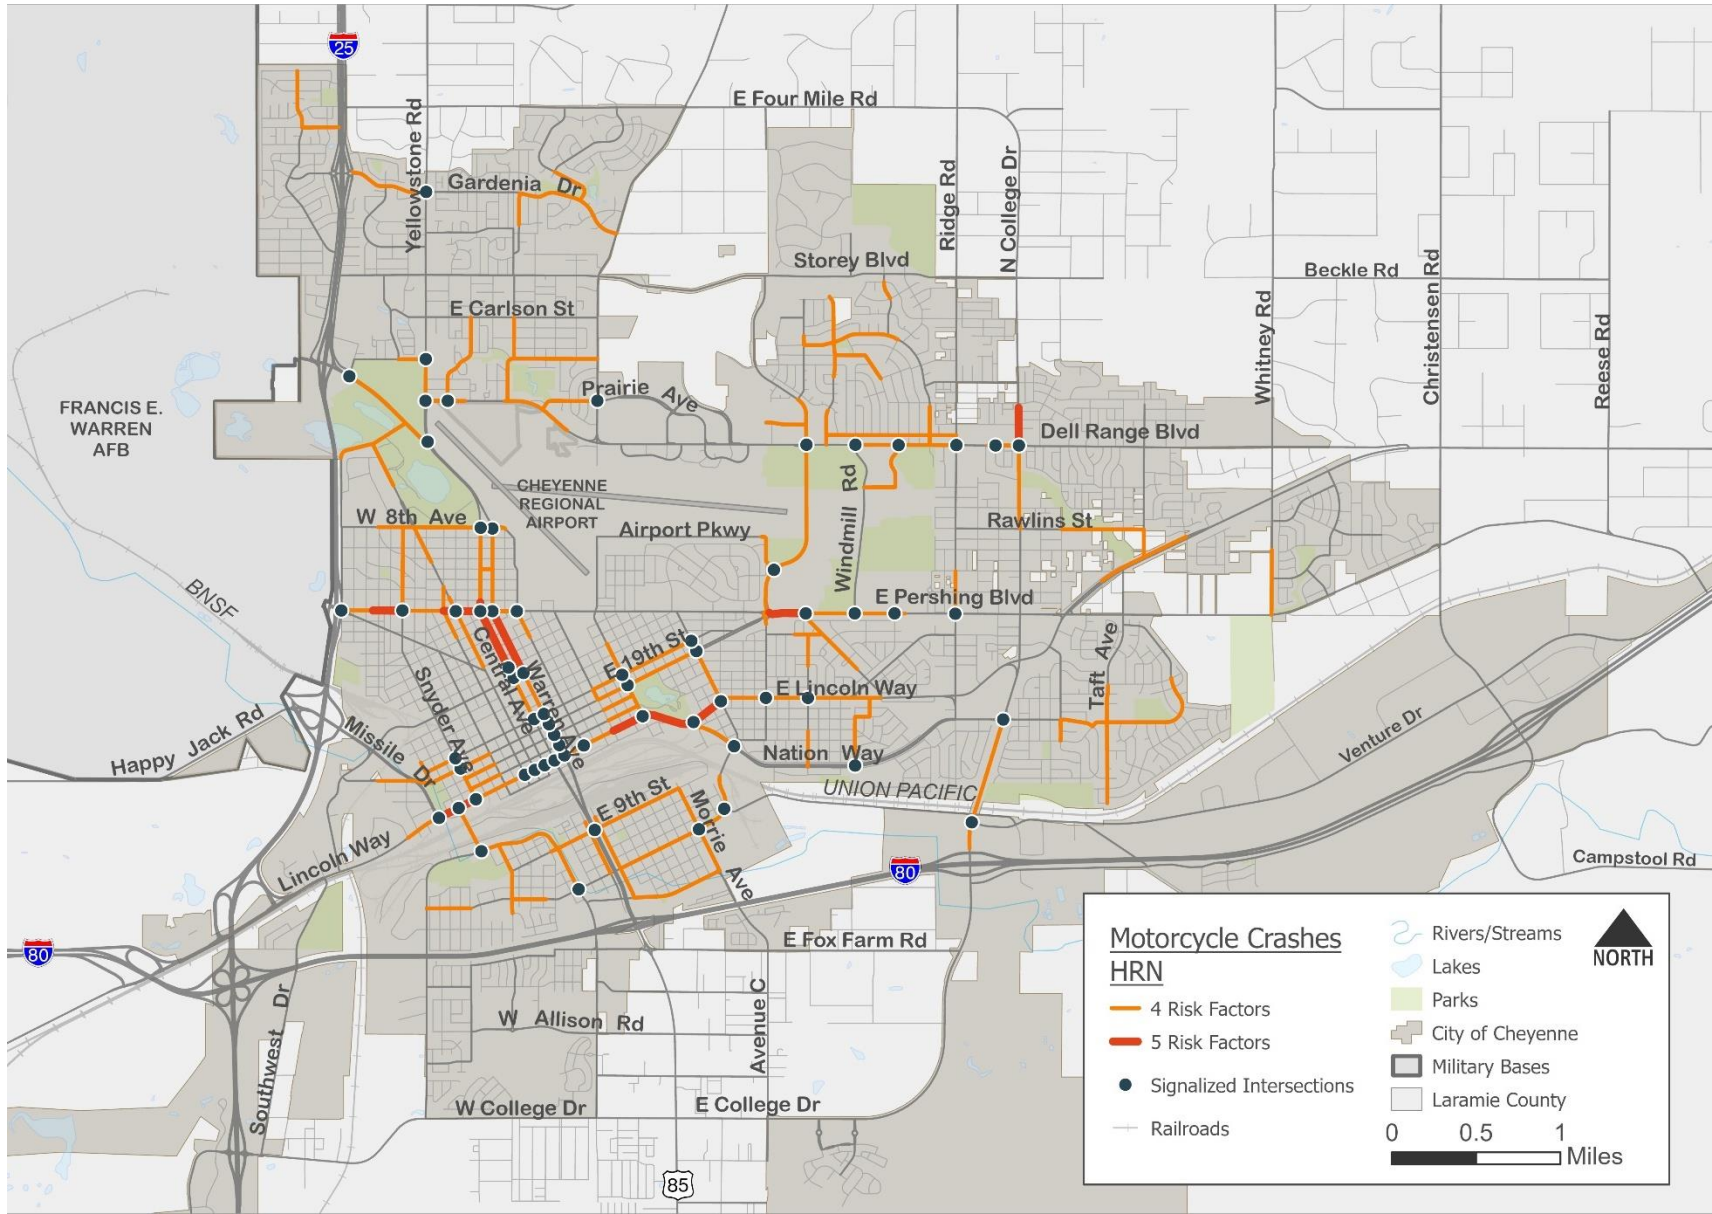 25
E Four Mile Rd
Yellowstone Rd
Gardenia Dr
Ridge Rd
N College Dr
Storey Blvd
Beckle Rd
E Carlson St
Whitney Rd
Christensen Rd
Reese Rd
Prairie Ave
FRANCIS E.
WARREN
AFB
Dell Range Blvd
CHEYENNE
REGIONAL
AIRPORT
W 8th Ave
Airport Pkwy
Windmill Rd
Rawlins St
BNSF
E Pershing Blvd
E 19th St
Central Ave
Warren Ave
Snyder Ave
E Lincoln Way
Taft Ave
Happy Jack Rd
Missile Dr
Nation Way
Venture Dr
UNION PACIFIC
E 9th St
Morrie Ave
Lincoln Way
80
Campstool Rd
80
E Fox Farm Rd
Southwest Dr
W Allison Rd
Avenue C
W College Dr
E College Dr
85
Motorcycle Crashes
HRN
4 Risk Factors
5 Risk Factors
Signalized Intersections
Railroads
Rivers/Streams
Lakes
Parks
City of Cheyenne
Military Bases
Laramie County
0 0.5 1
Miles
NORTH